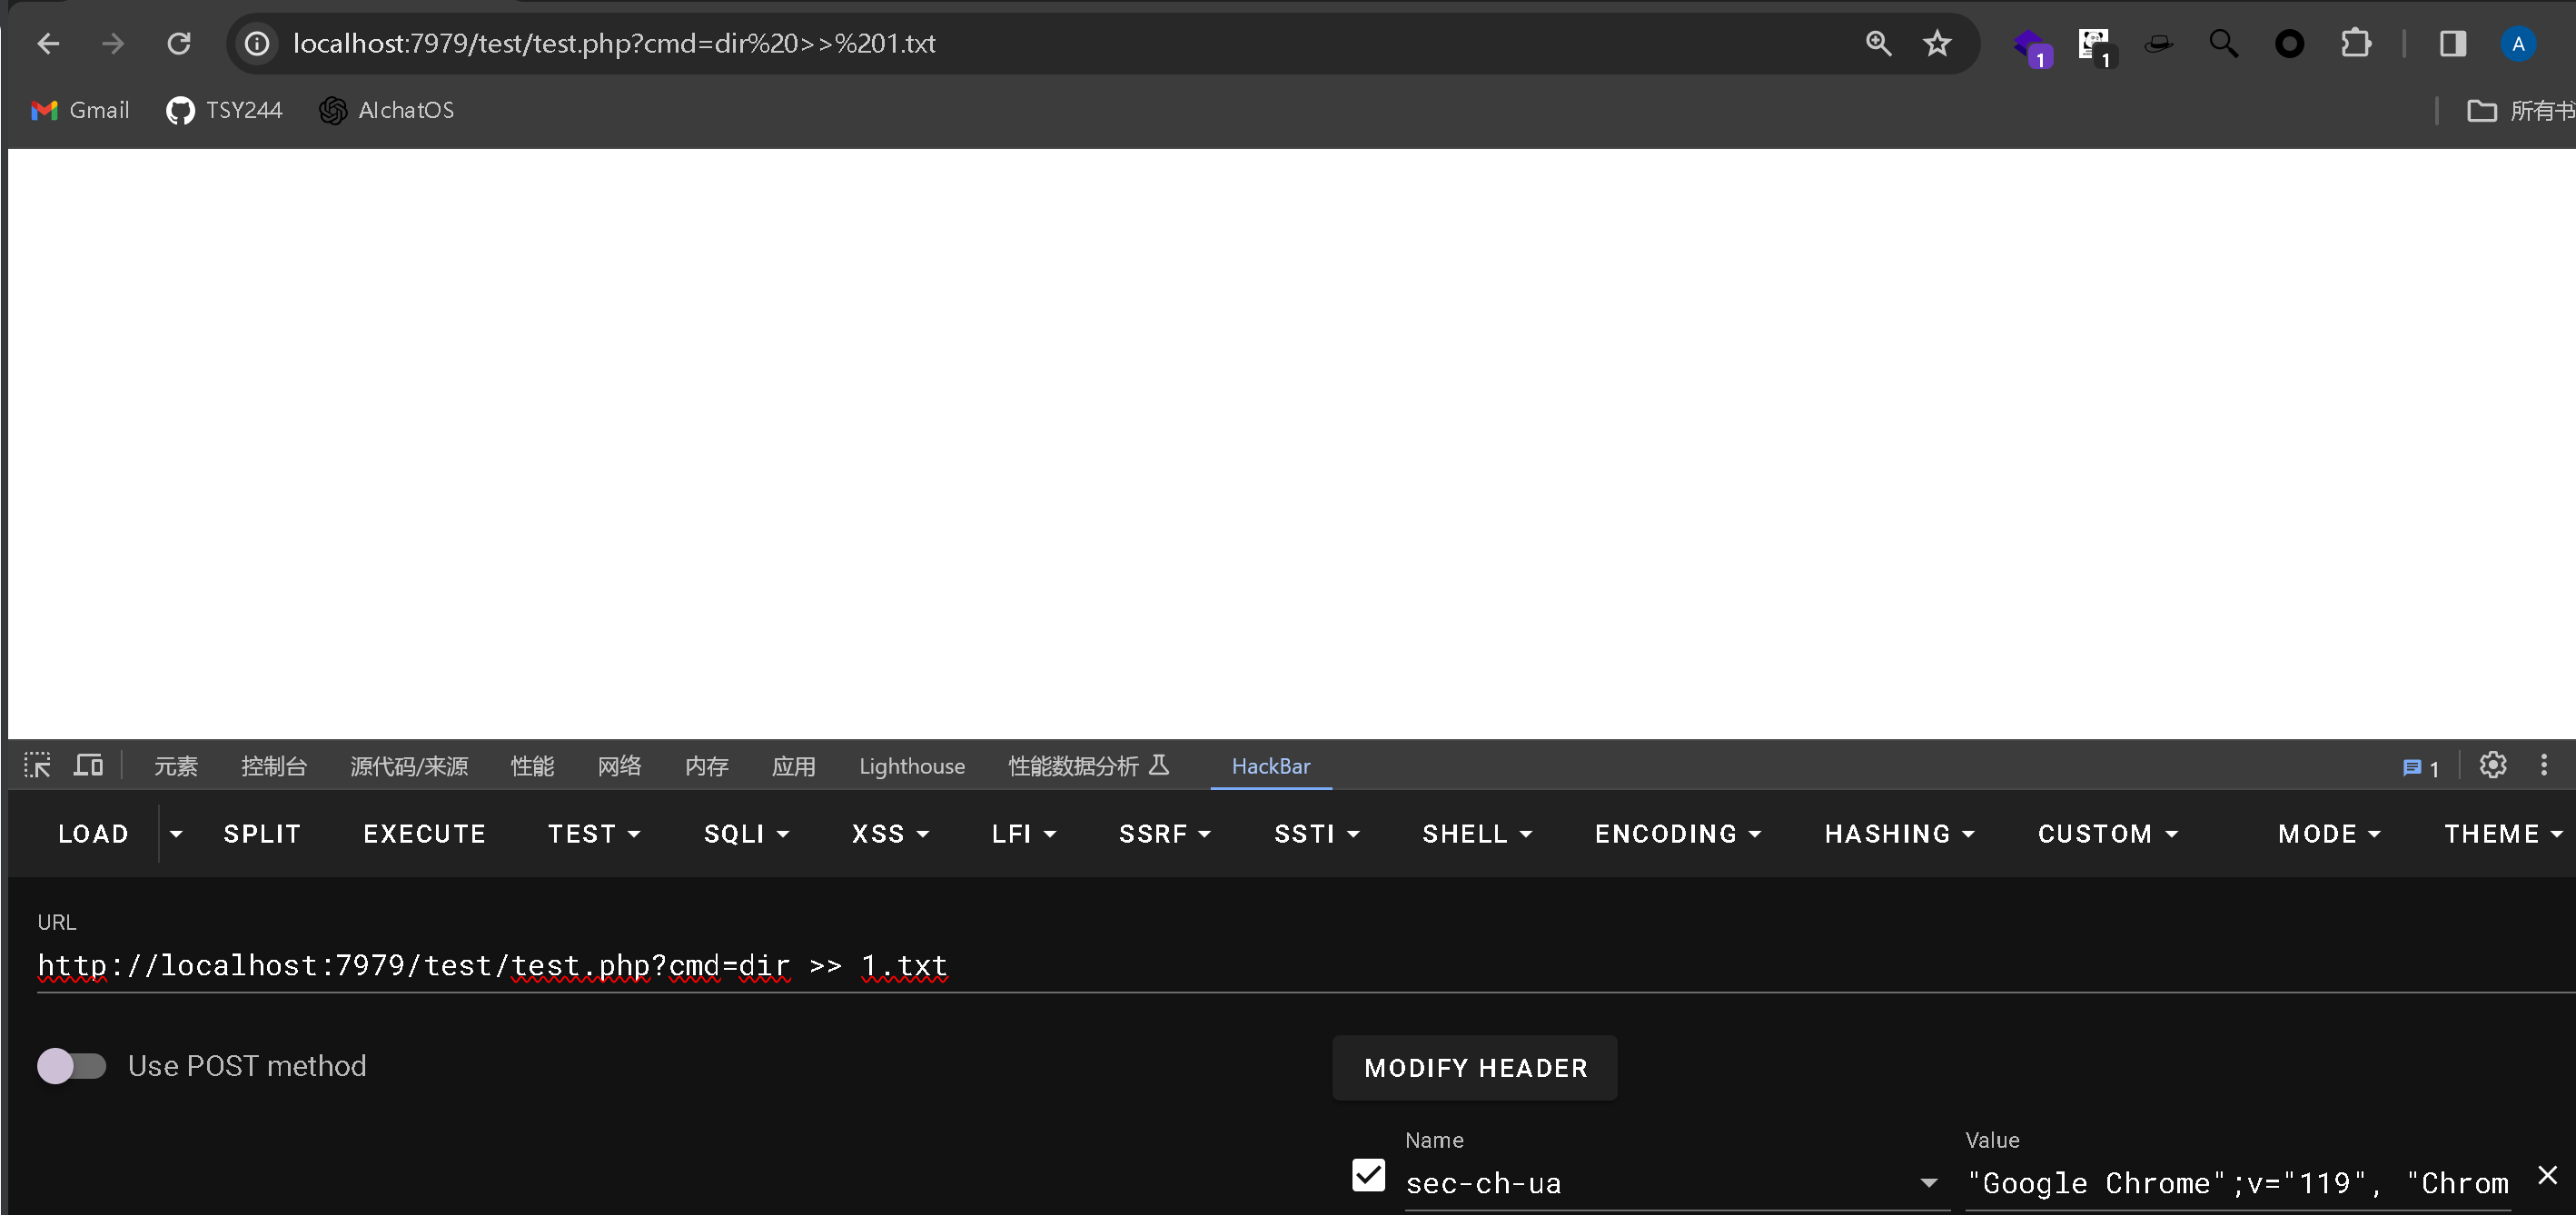 localhost:7979/test/test.php?cmd=dir%20>>%201.txt
1
1
A
Gmail TSY244 AIchatOS 所有书
元素 控制台 源代码/来源 性能 网络 内存 应用 Lighthouse 性能数据分析 HackBar 1
LOAD SPLIT EXECUTE TEST SQLI XSS LFI SSRF SSTI SHELL ENCODING HASHING CUSTOM MODE THEME
URL
http://localhost:7979/test/test.php?cmd=dir >> 1.txt
Use POST method
MODIFY HEADER
Name Value
sec-ch-ua "Google Chrome";v="119", "Chrom